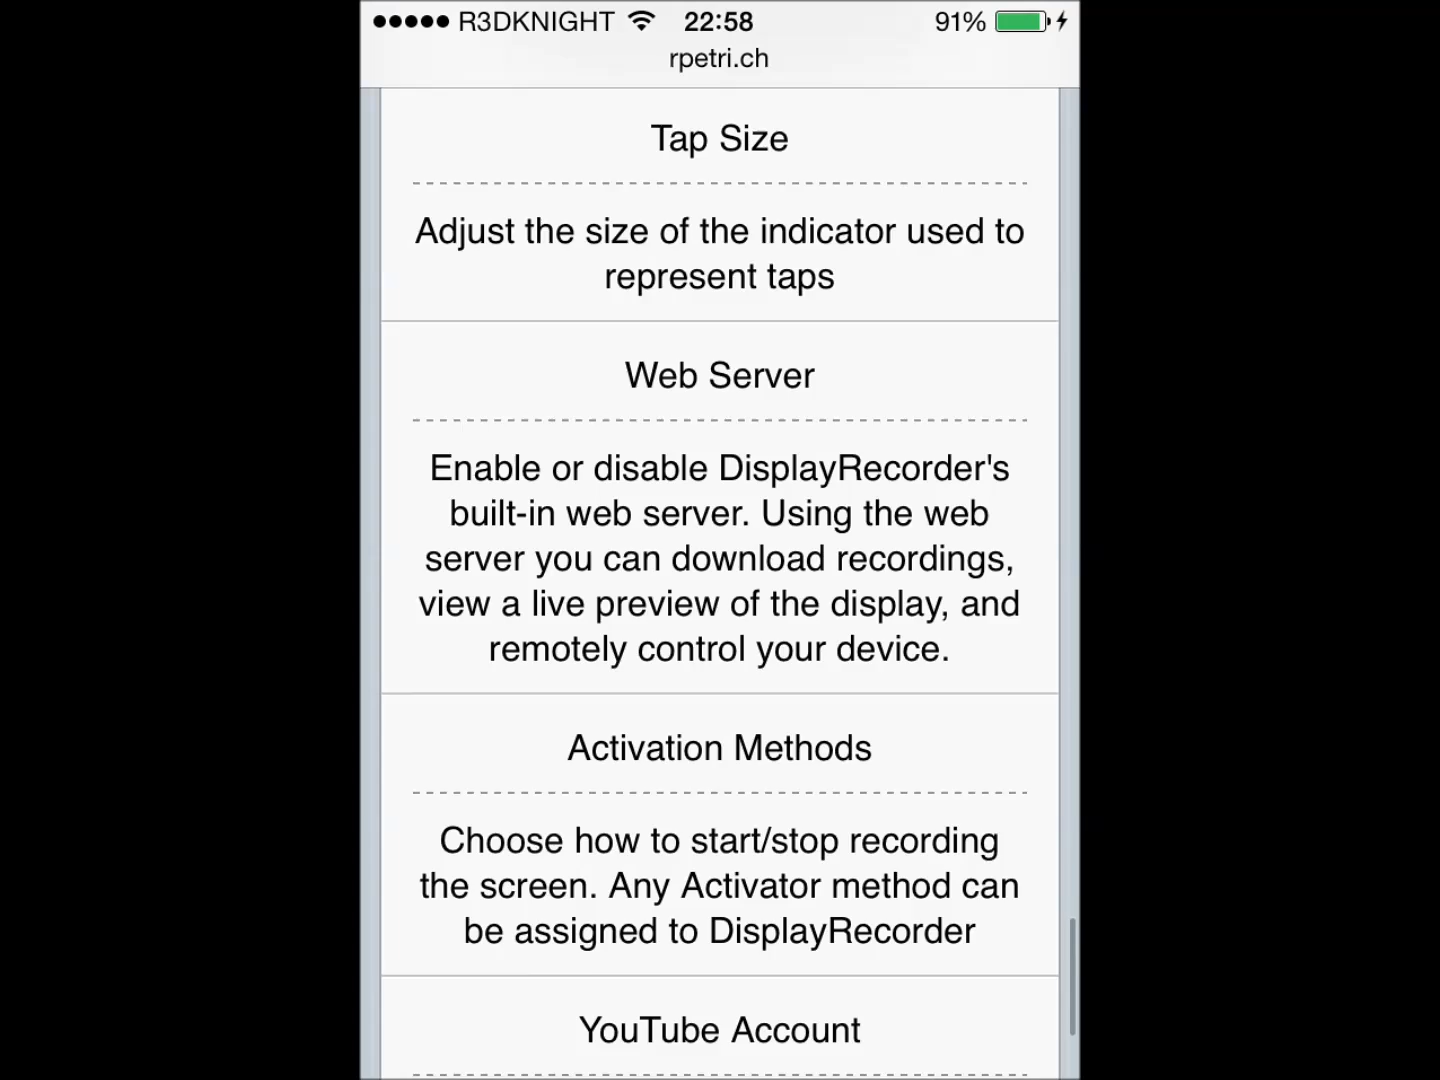 R3DKNIGHT 22:58 91%
rpetri.ch
Tap Size
Adjust the size of the indicator used to
represent taps
Web Server
Enable or disable DisplayRecorder's
built-in web server. Using the web
server you can download recordings,
view a live preview of the display, and
remotely control your device.
Activation Methods
Choose how to start/stop recording
the screen. Any Activator method can
be assigned to DisplayRecorder
YouTube Account